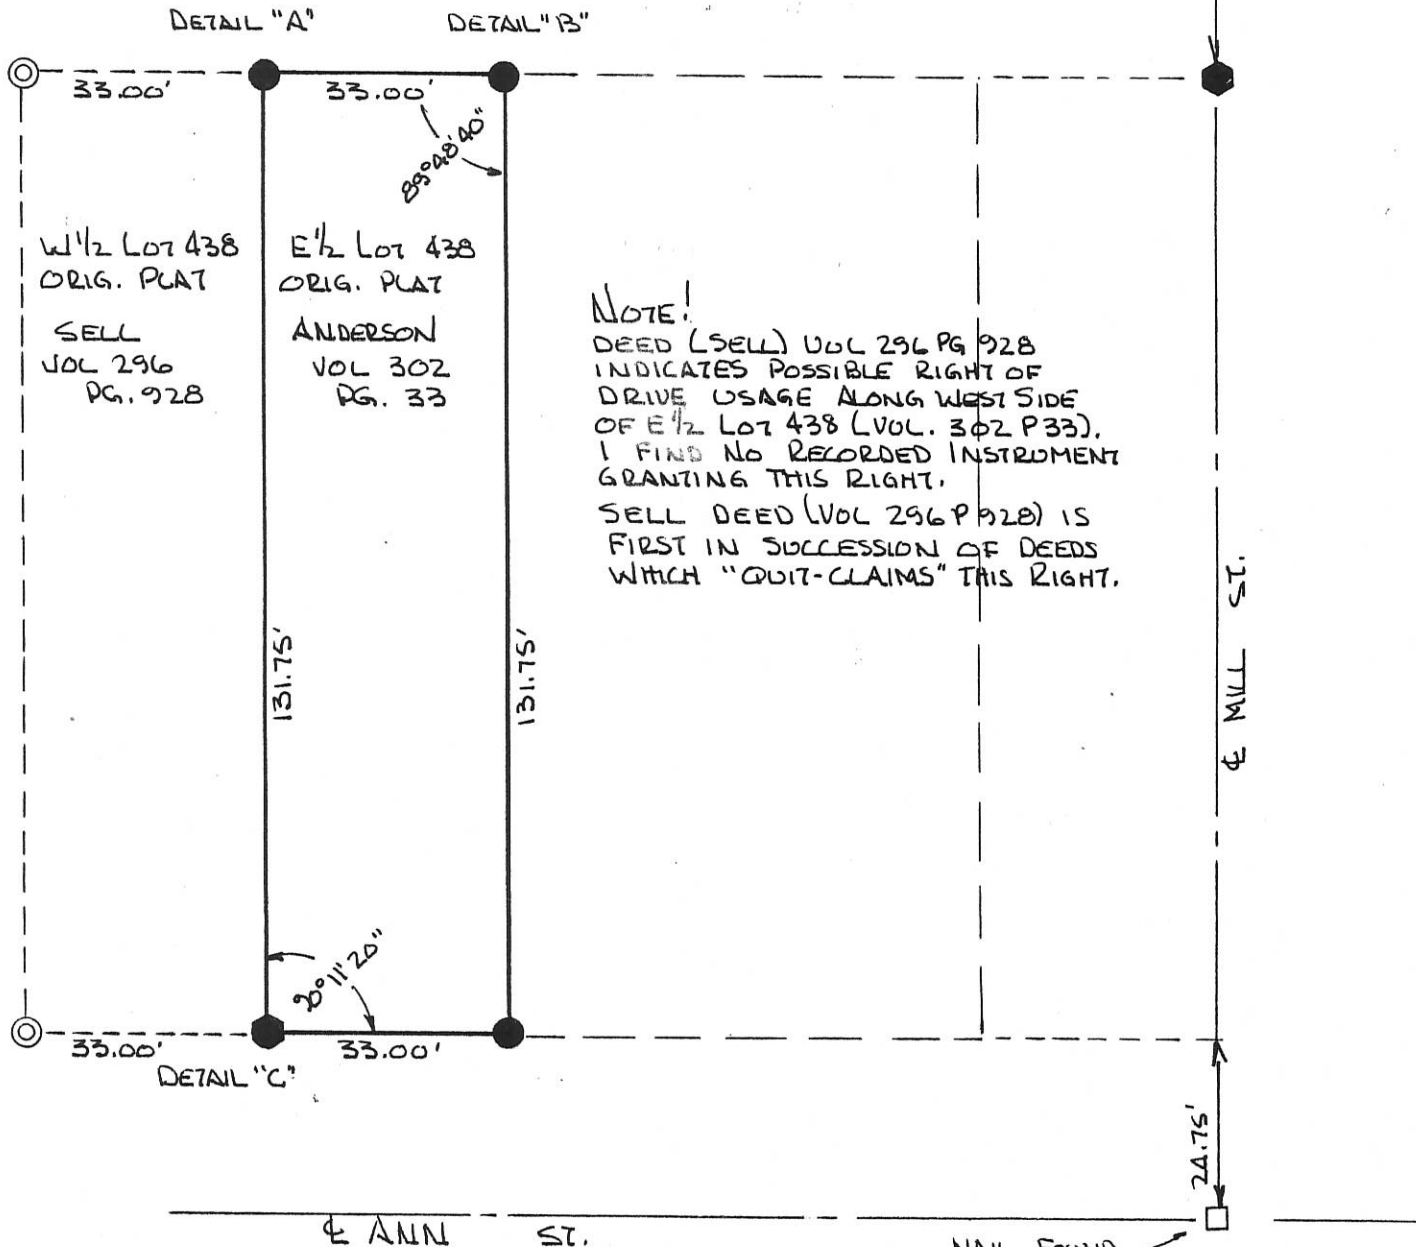 DETAIL "A" DETAIL "B"
33.00' 33.00'
89°48'40"
W 1/2 LOT 438 E 1/2 LOT 438
ORIG. PLAT ORIG. PLAT
SELL ANDERSON
VOL 296 VOL 302
PG. 928 PG. 33
NOTE!
DEED (SELL) VOL 296 PG 928
INDICATES POSSIBLE RIGHT OF
DRIVE USAGE ALONG WEST SIDE
OF E 1/2 LOT 438 (VOL. 302 P 33).
I FIND NO RECORDED INSTRUMENT
GRANTING THIS RIGHT.
SELL DEED (VOL 296 P 928) IS
FIRST IN SUCCESSION OF DEEDS
WHICH "QUIT-CLAIMS" THIS RIGHT.
131.75' 131.75'
℄ MILL ST.
90°11'20"
33.00' 33.00'
DETAIL "C"
24.75'
℄ ANN ST.
NAIL FOUND